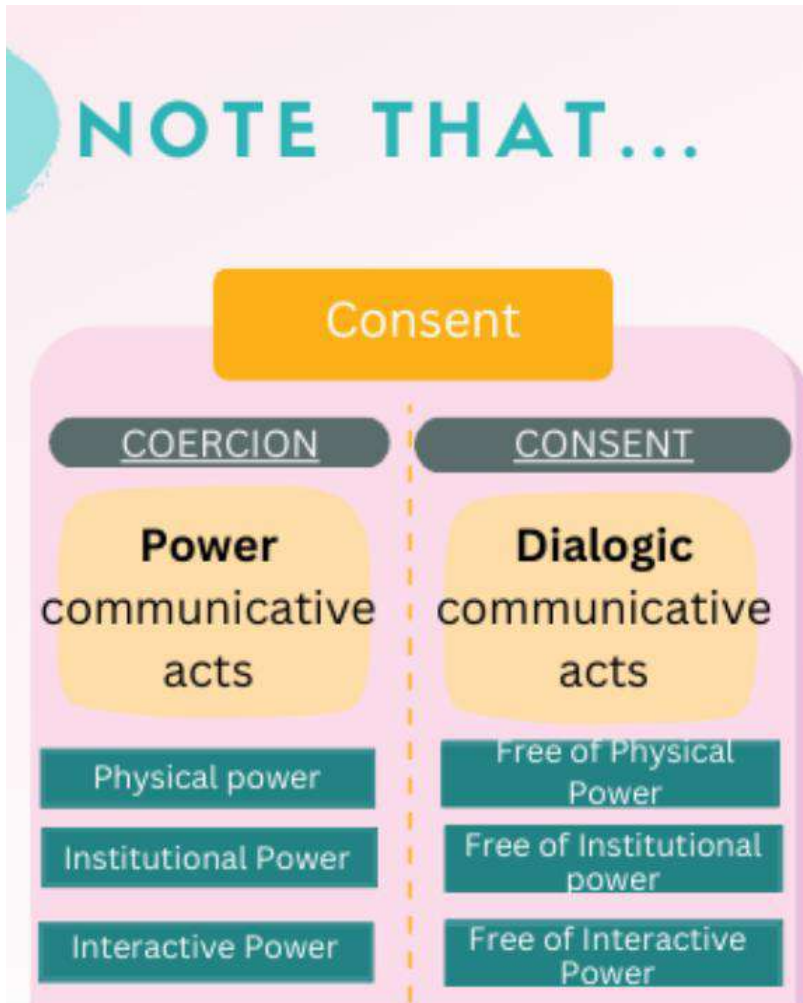 NOTE THAT...
Consent
COERCION
Power
communicative
acts
Physical power
Institutional Power
Interactive Power
CONSENT
Dialogic
communicative
acts
Free of Physical
Power
Free of Institutional
power
Free of Interactive
Power